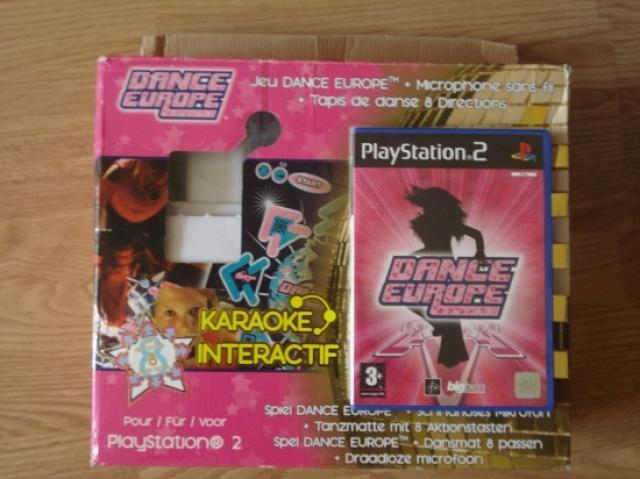 DANCE
EUROPE
Jeu DANCE EUROPE™ + Microphone sans fil
+ Tapis de danse 8 Directions
START
PlayStation®2
DANCE
EUROPE
KARAOKE
INTERACTIF
3+
bigben
Pour / Für / Voor
PlayStation® 2
Spiel DANCE EUROPE™ + Schnurloses Mikrofon
+ Tanzmatte mit 8 Aktionstasten
Spel DANCE EUROPE™ + Dansmat 8 passen
+ Draadloze microfoon